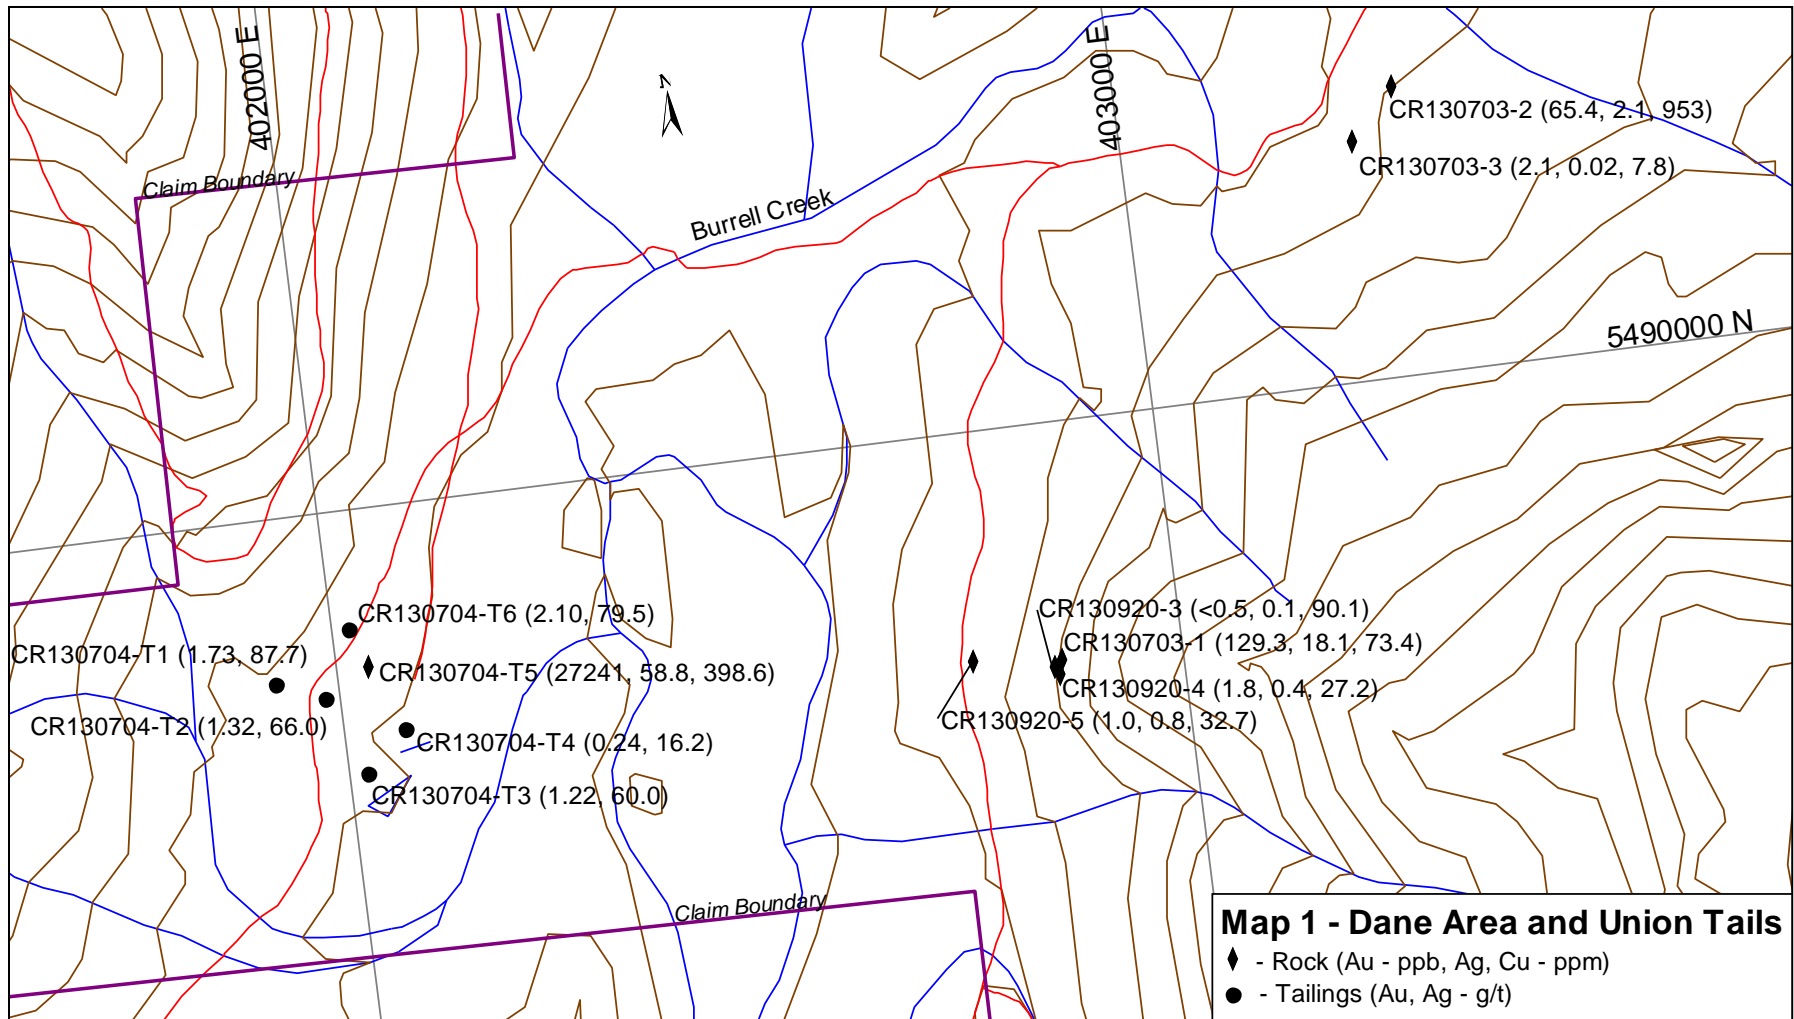 402000 E
403000 E
N
CR130703-2 (65.4, 2.1, 953)
CR130703-3 (2.1, 0.02, 7.8)
Claim Boundary
Burrell Creek
5490000 N
CR130704-T6 (2.10, 79.5)
CR130920-3 (<0.5, 0.1, 90.1)
CR130704-T1 (1.73, 87.7)
CR130703-1 (129.3, 18.1, 73.4)
CR130704-T5 (27241, 58.8, 398.6)
CR130920-4 (1.8, 0.4, 27.2)
CR130704-T2 (1.32, 66.0)
CR130920-5 (1.0, 0.8, 32.7)
CR130704-T4 (0.24, 16.2)
CR130704-T3 (1.22, 60.0)
Claim Boundary
Map 1 - Dane Area and Union Tails
- Rock (Au - ppb, Ag, Cu - ppm)
- Tailings (Au, Ag - g/t)